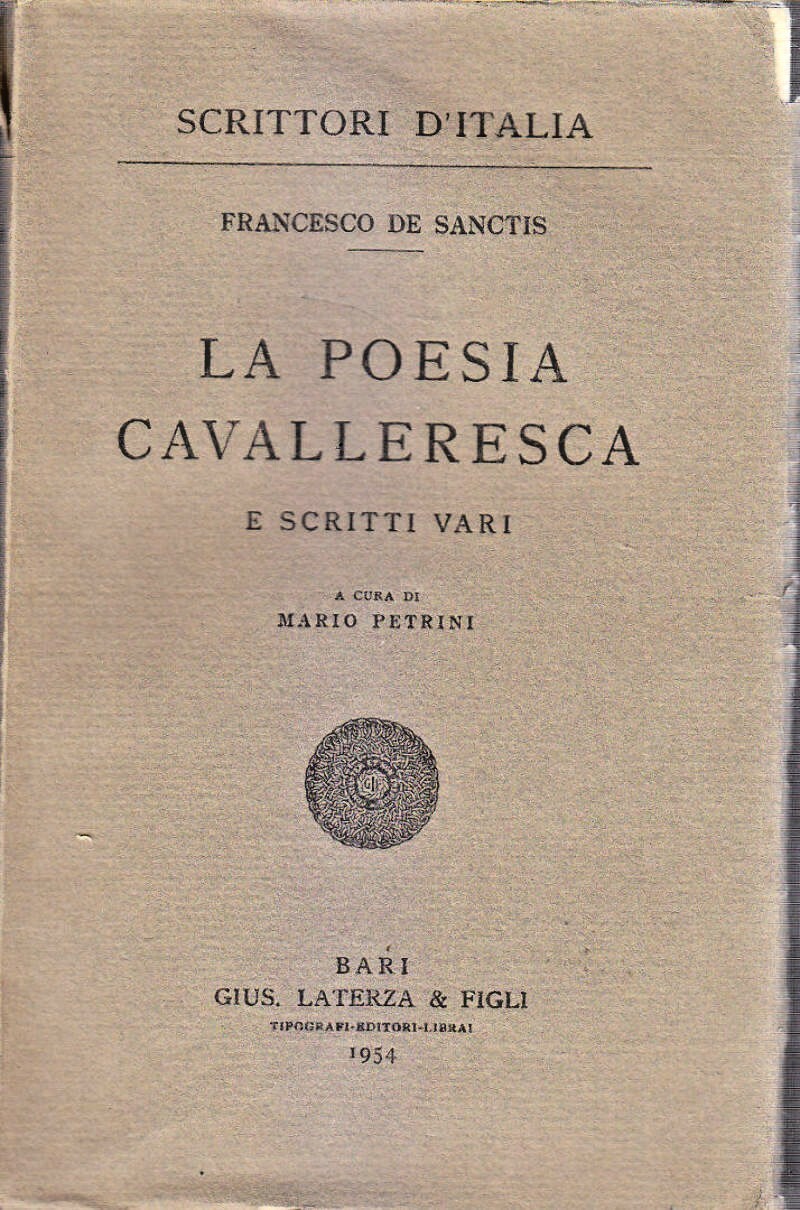 SCRITTORI D'ITALIA
FRANCESCO DE SANCTIS
LA POESIA
CAVALLERESCA
E SCRITTI VARI
A CURA DI
MARIO PETRINI
BARI
GIUS. LATERZA & FIGLI
TIPOGRAFI-EDITORI-LIBRAI
1954